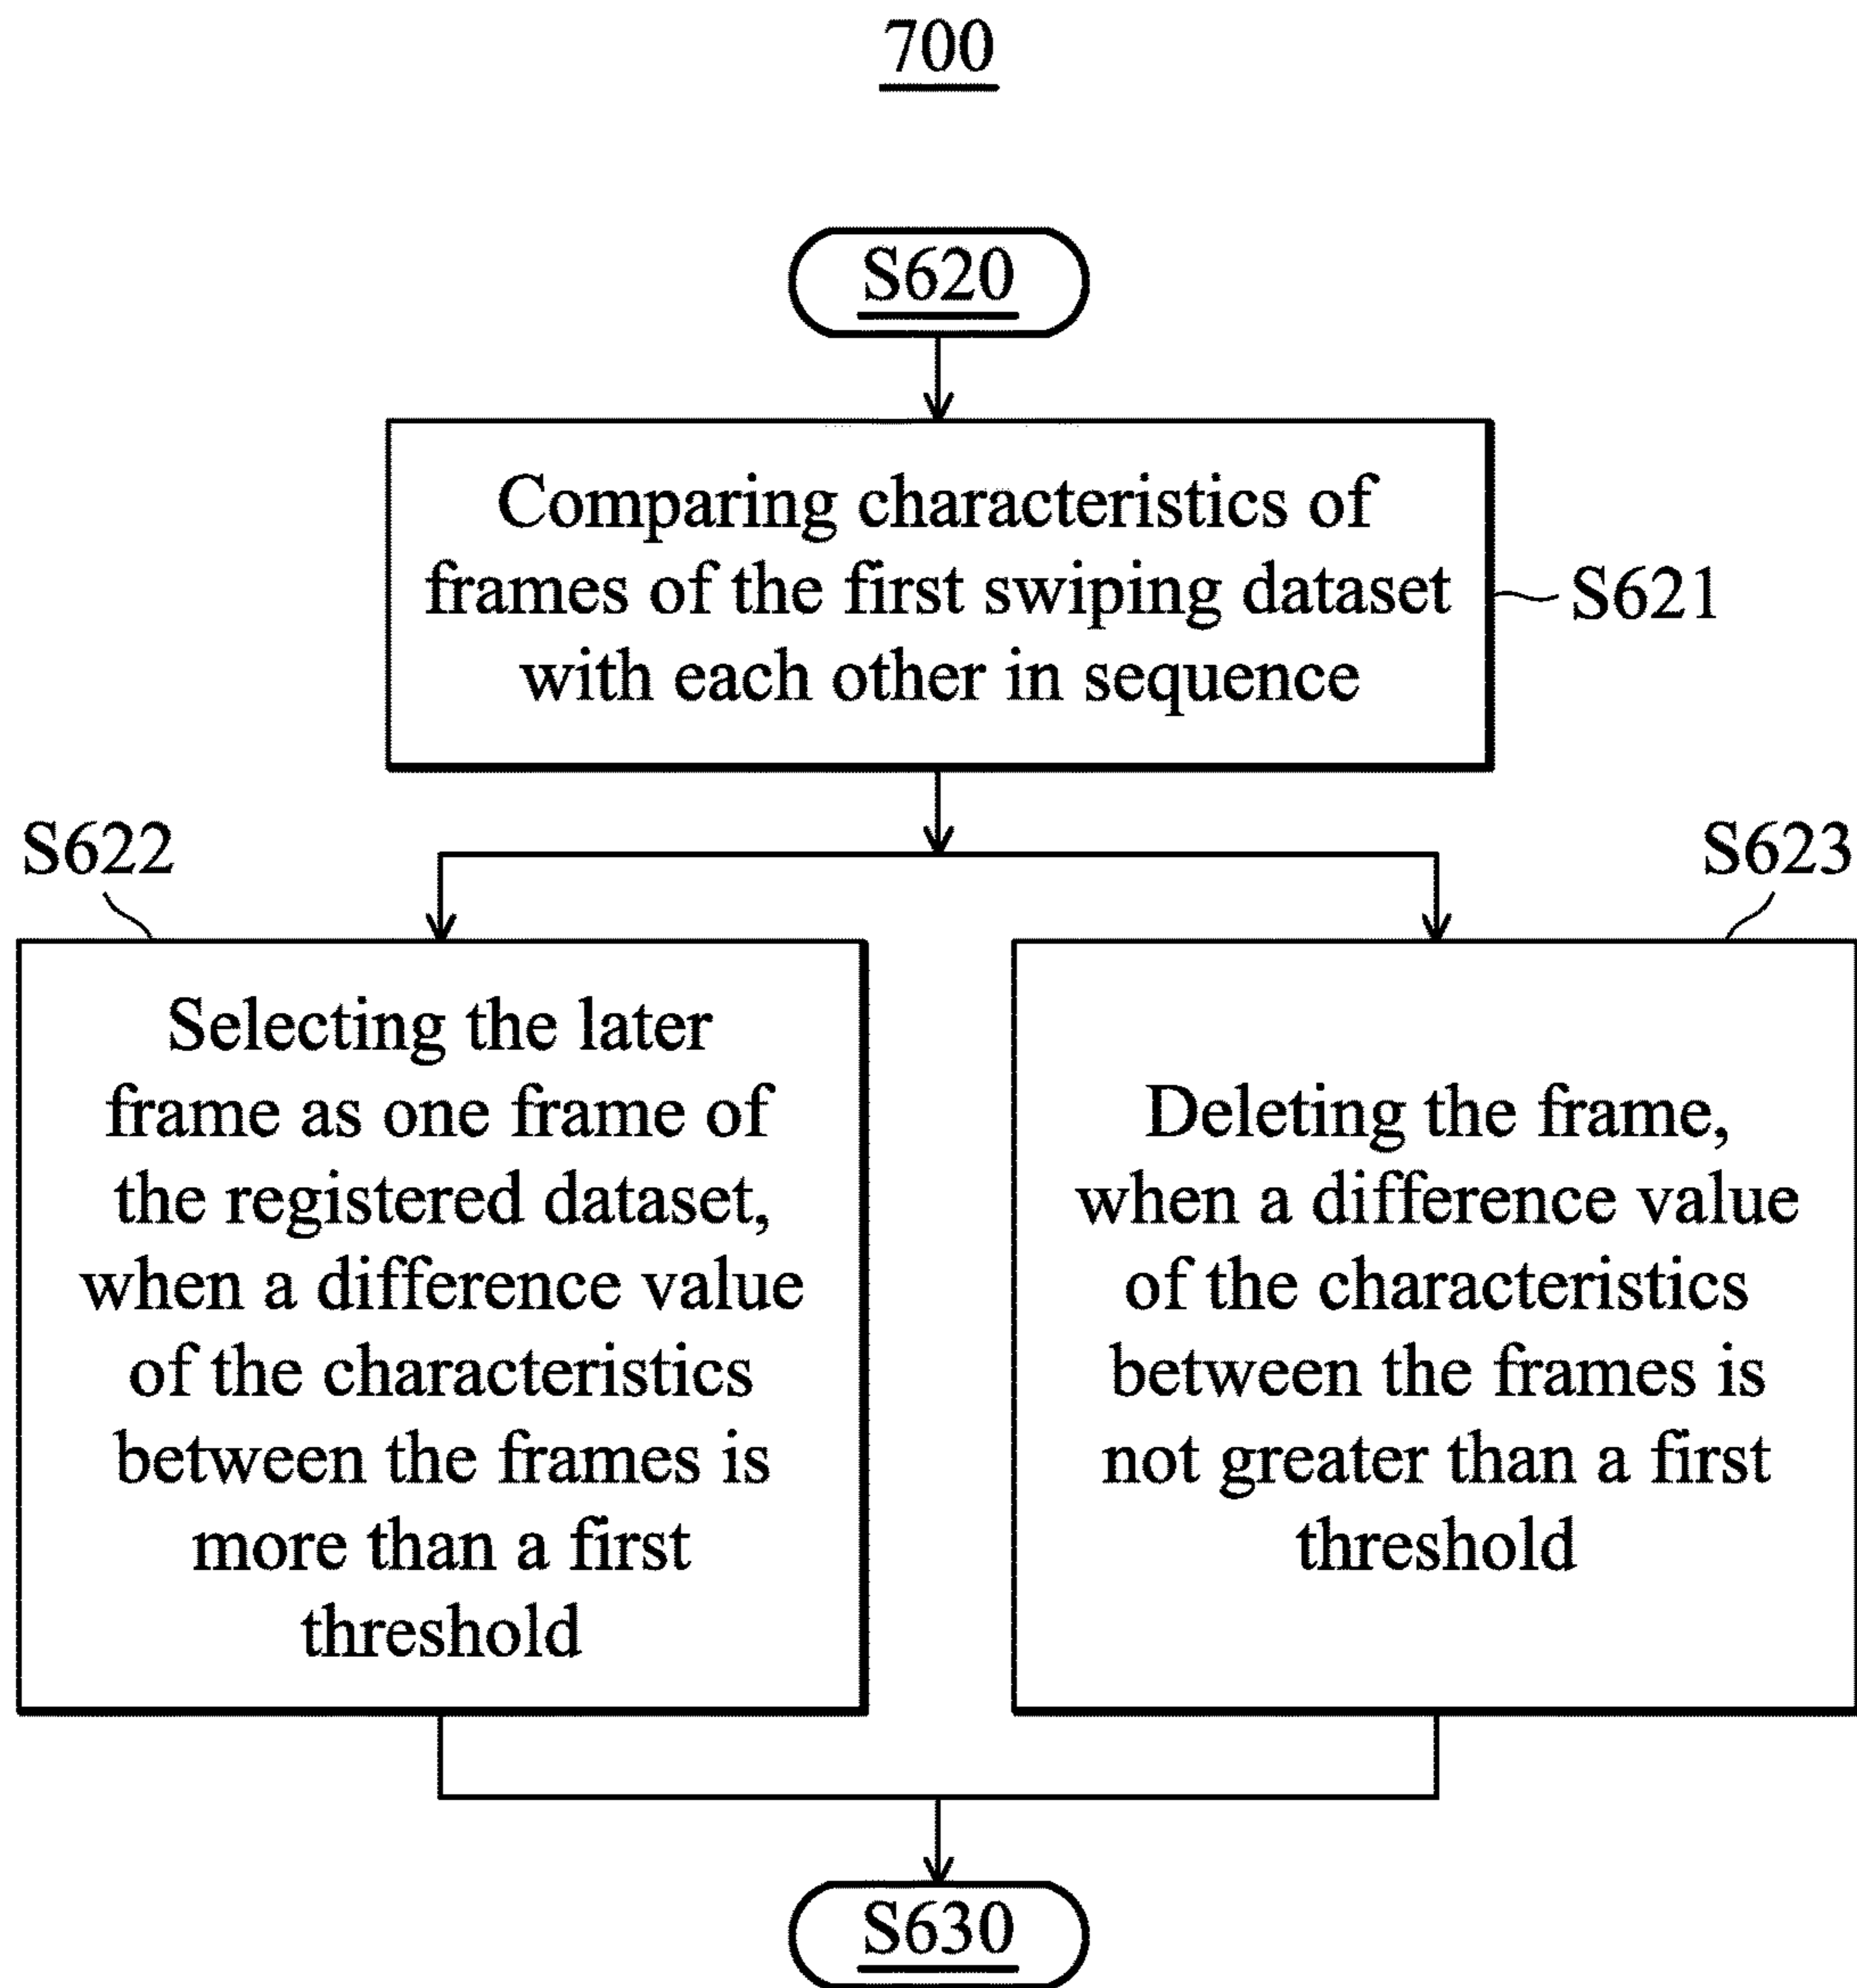 700
S620
Comparing characteristics of
frames of the first swiping dataset
with each other in sequence
S621
S622
S623
Selecting the later
frame as one frame of
the registered dataset,
when a difference value
of the characteristics
between the frames is
more than a first
threshold
Deleting the frame,
when a difference value
of the characteristics
between the frames is
not greater than a first
threshold
S630